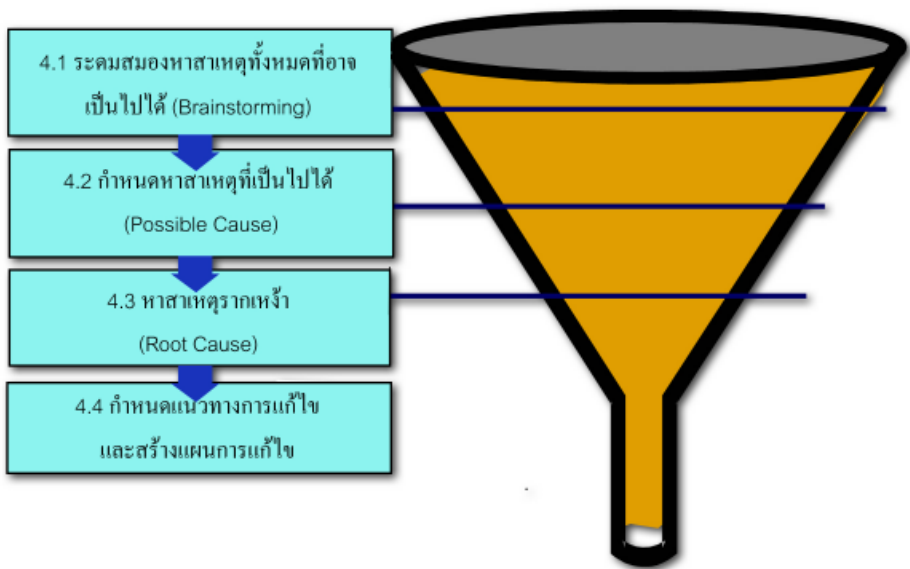 4.1 ระดมสมองหาสาเหตุทั้งหมดที่อาจ
เป็นไปได้ (Brainstorming)
4.2 กำหนดหาสาเหตุที่เป็นไปได้
(Possible Cause)
4.3 หาสาเหตุรากเหง้า
(Root Cause)
4.4 กำหนดแนวทางการแก้ไข
และสร้างแผนการแก้ไข